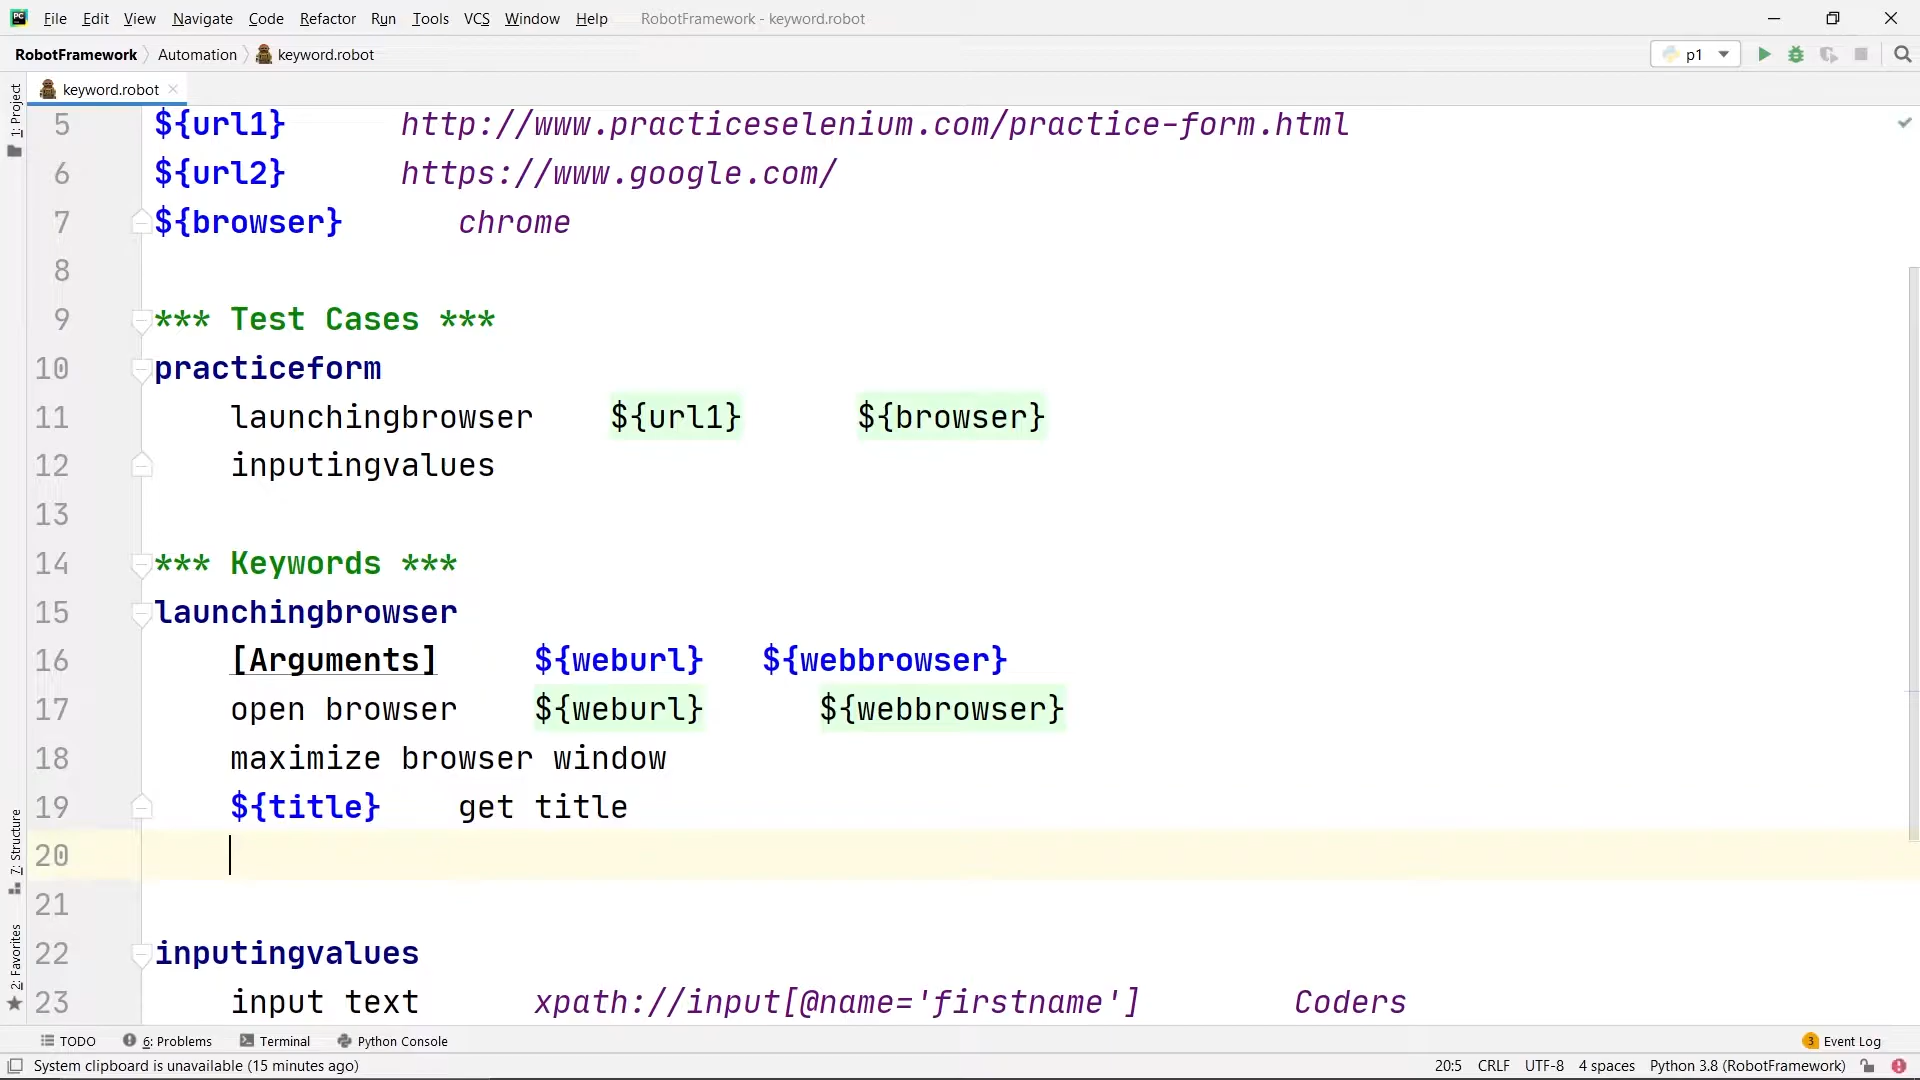 PC File Edit View Navigate Code Refactor Run Tools VCS Window Help RobotFramework - keyword.robot
RobotFramework Automation keyword.robot p1
keyword.robot
1: Project
5 ${url1} http://www.practiceselenium.com/practice-form.html
6 ${url2} https://www.google.com/
7 ${browser} chrome
8
9 *** Test Cases ***
10 practiceform
11 launchingbrowser ${url1} ${browser}
12 inputingvalues
13
14 *** Keywords ***
15 launchingbrowser
16 [Arguments] ${weburl} ${webbrowser}
17 open browser ${weburl} ${webbrowser}
18 maximize browser window
19 ${title} get title
20
21
22 inputingvalues
23 input text xpath://input[@name='firstname'] Coders
7: Structure
2: Favorites
TODO 6: Problems Terminal Python Console 3 Event Log
System clipboard is unavailable (15 minutes ago) 20:5 CRLF UTF-8 4 spaces Python 3.8 (RobotFramework)